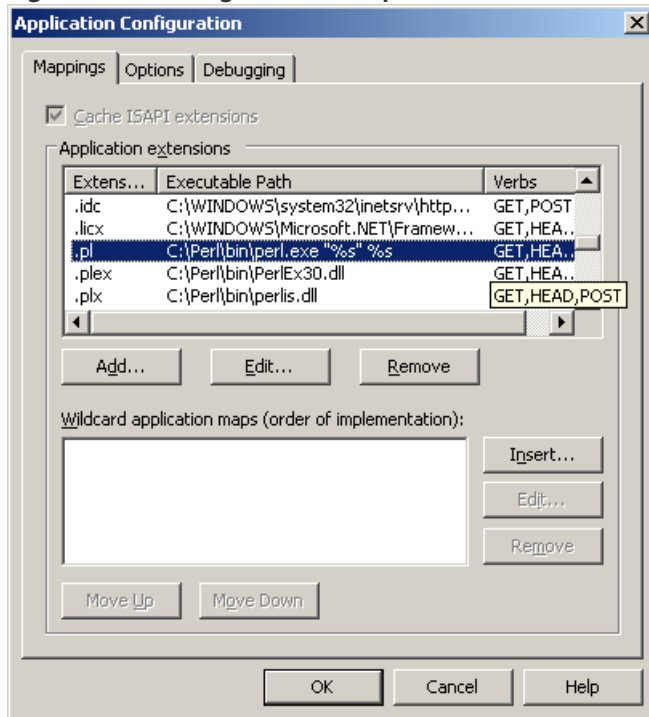 Application Configuration
Mappings Options Debugging
Cache ISAPI extensions
Application extensions
Extens... Executable Path Verbs
.idc C:\WINDOWS\system32\inetsrv\http... GET,POST
.licx C:\WINDOWS\Microsoft.NET\Framew... GET,HEA..
.pl C:\Perl\bin\perl.exe "%s" %s GET,HEA..
.plex C:\Perl\bin\PerlEx30.dll GET,HEA..
.plx C:\Perl\bin\perlis.dll GET,HEAD,POST
Add... Edit... Remove
Wildcard application maps (order of implementation):
Insert...
Edit...
Remove
Move Up Move Down
OK Cancel Help